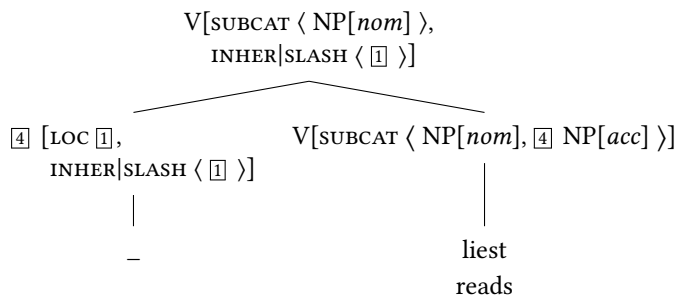 V[SUBCAT ⟨ NP[nom] ⟩,
INHER|SLASH ⟨ 1 ⟩]
4 [LOC 1, V[SUBCAT ⟨ NP[nom], 4 NP[acc] ⟩]
INHER|SLASH ⟨ 1 ⟩]
_ liest
reads